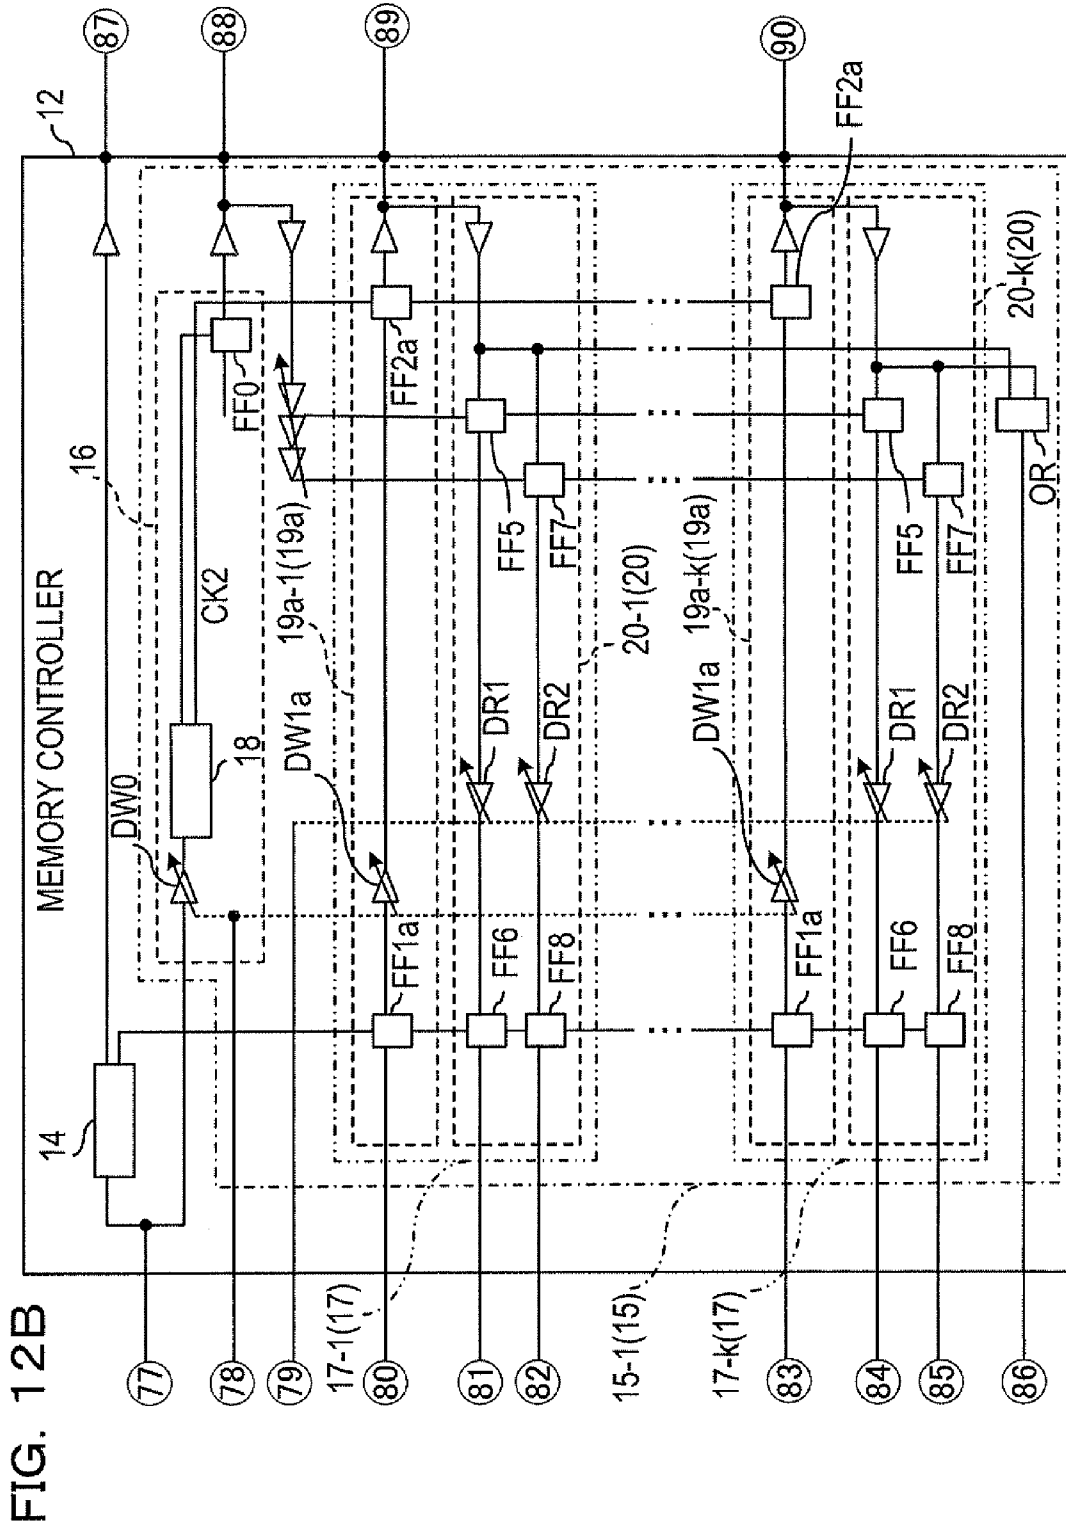 FIG. 12B
MEMORY CONTROLLER
12
87
88
89
90
77
78
79
80
81
82
83
84
85
86
14
16
DW0
18
CK2
FF0
19a-1(19a)
DW1a
FF1a
FF2a
FF5
FF7
DR1
DR2
FF6
FF8
20-1(20)
17-1(17)
15-1(15)
17-k(17)
19a-k(19a)
DW1a
FF1a
FF2a
FF5
FF7
DR1
DR2
FF6
FF8
20-k(20)
OR
...
...
...
...
...
...